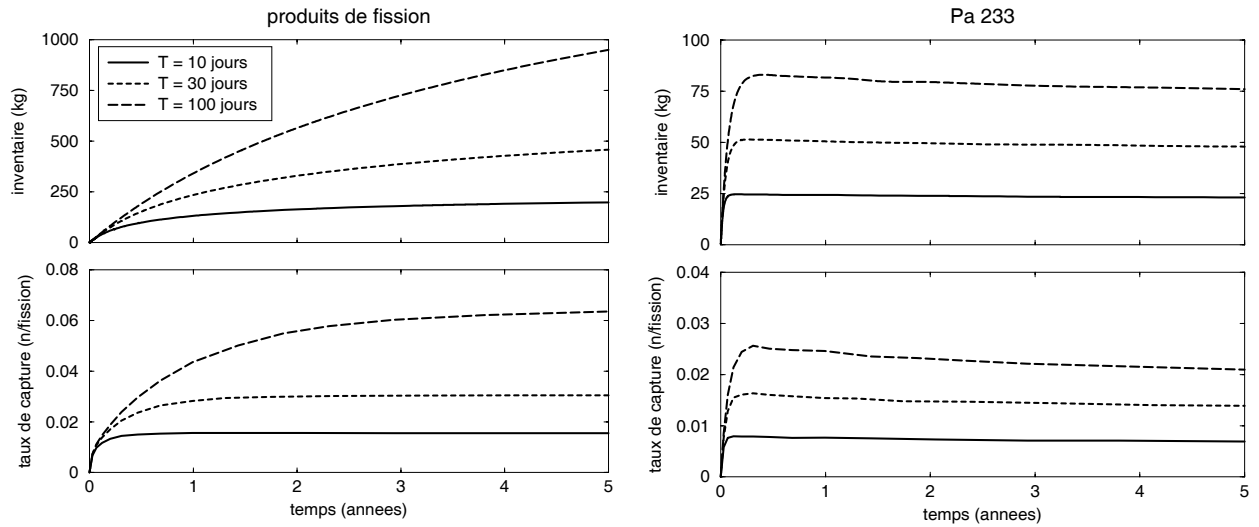 produits de fission
inventaire (kg)
1000
750
500
250
0
T = 10 jours
T = 30 jours
T = 100 jours
taux de capture (n/fission)
0.08
0.06
0.04
0.02
0
0 1 2 3 4 5
temps (annees)
Pa 233
inventaire (kg)
100
75
50
25
0
taux de capture (n/fission)
0.04
0.03
0.02
0.01
0
0 1 2 3 4 5
temps (annees)